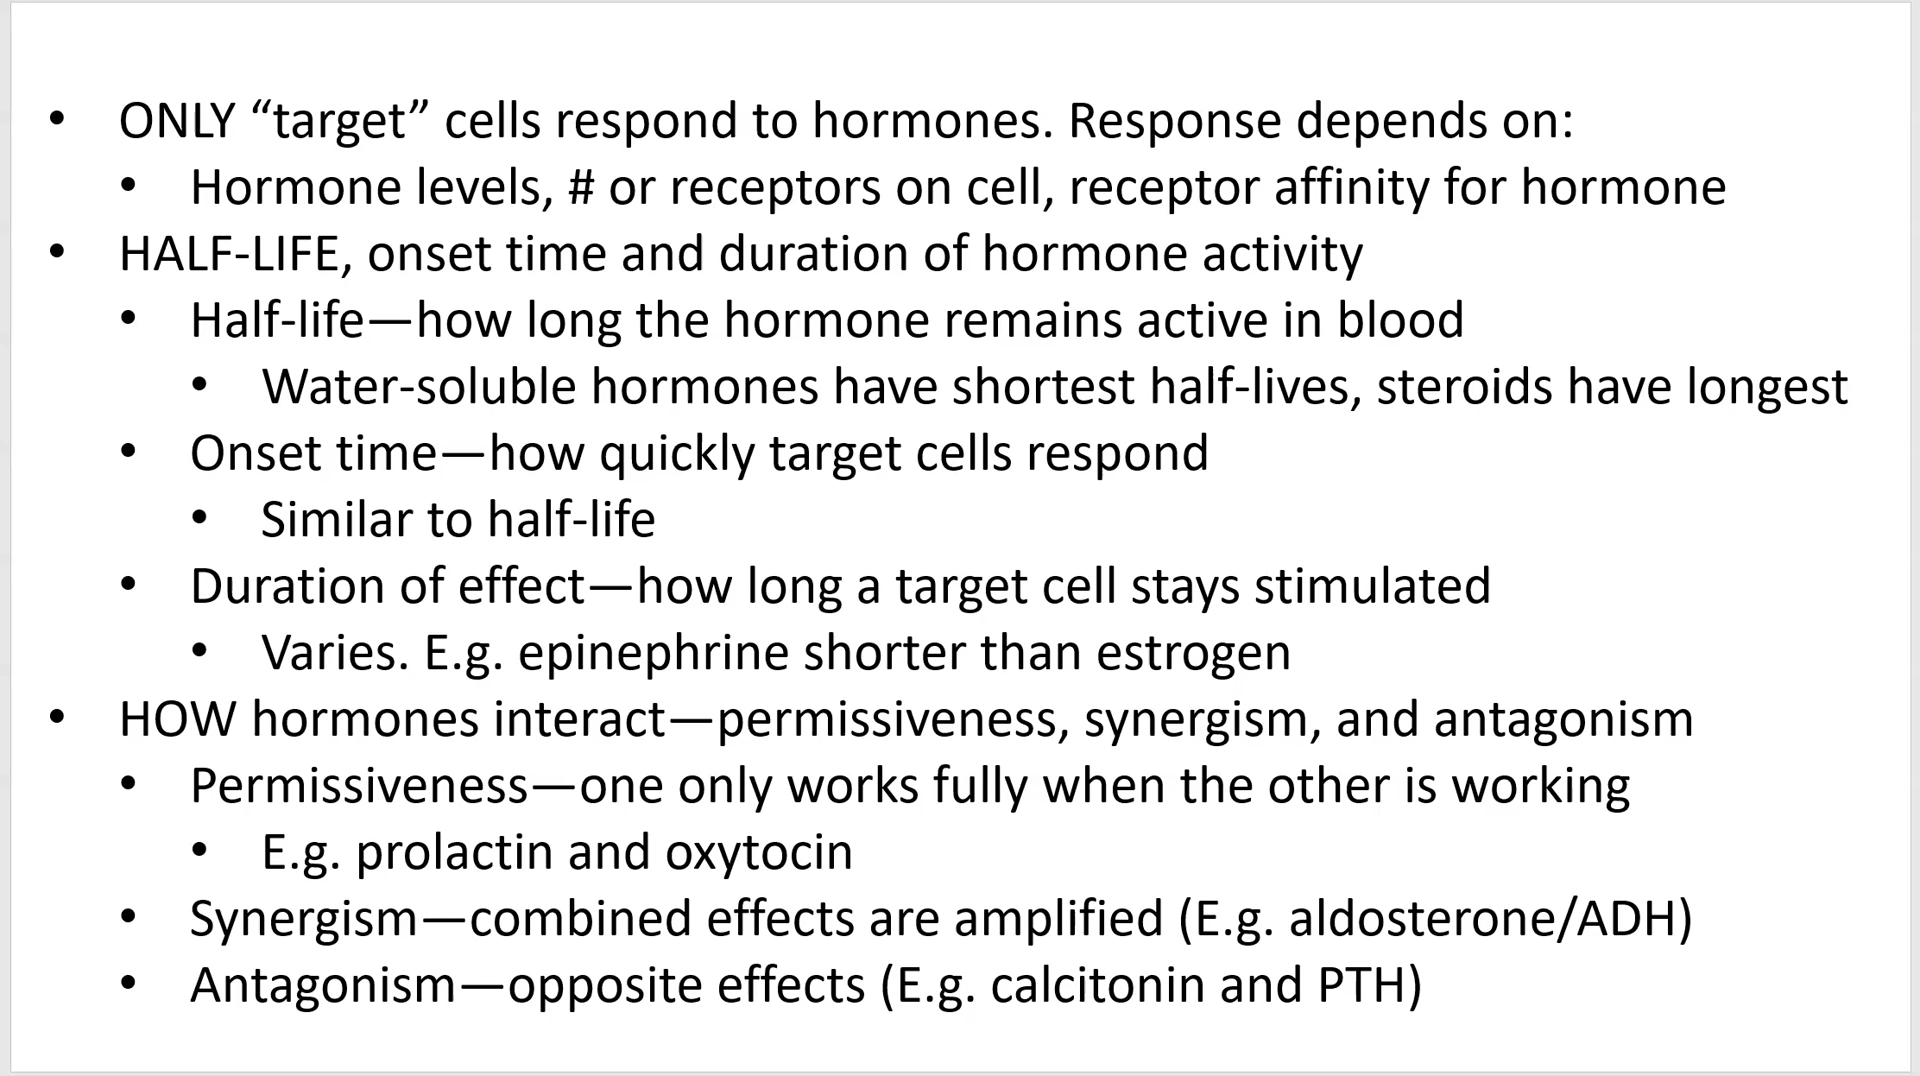 • ONLY “target” cells respond to hormones. Response depends on:
• Hormone levels, # or receptors on cell, receptor affinity for hormone
• HALF-LIFE, onset time and duration of hormone activity
• Half-life—how long the hormone remains active in blood
• Water-soluble hormones have shortest half-lives, steroids have longest
• Onset time—how quickly target cells respond
• Similar to half-life
• Duration of effect—how long a target cell stays stimulated
• Varies. E.g. epinephrine shorter than estrogen
• HOW hormones interact—permissiveness, synergism, and antagonism
• Permissiveness—one only works fully when the other is working
• E.g. prolactin and oxytocin
• Synergism—combined effects are amplified (E.g. aldosterone/ADH)
• Antagonism—opposite effects (E.g. calcitonin and PTH)